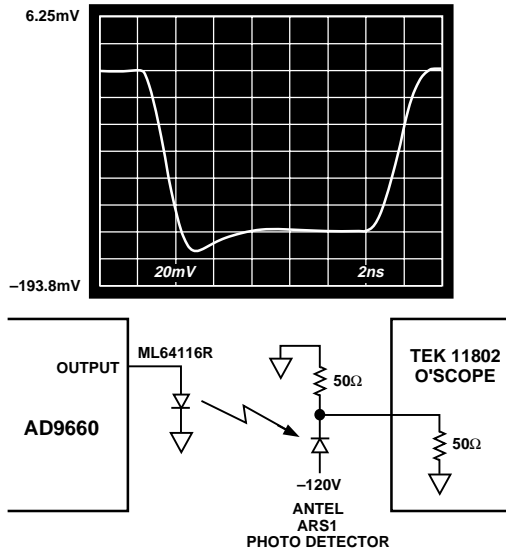 6.25mV
20mV 2ns
–193.8mV
OUTPUT ML64116R
AD9660
50Ω
TEK 11802
O'SCOPE
50Ω
–120V
ANTEL
ARS1
PHOTO DETECTOR